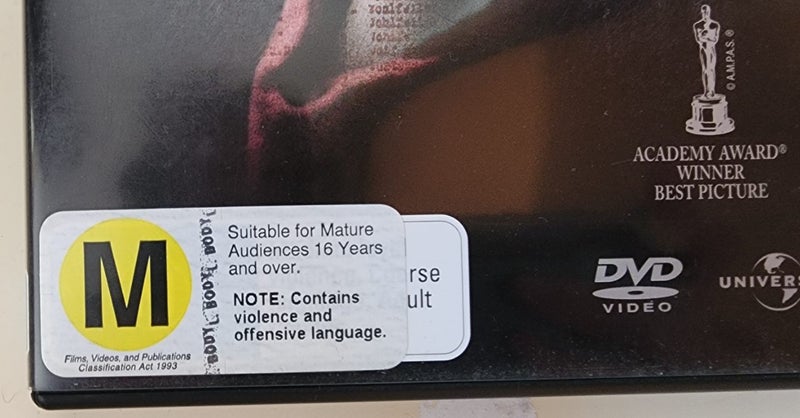 © A.M.P.A.S. ®
ACADEMY AWARD®
WINNER
BEST PICTURE
M
BODY BODY BODY
Suitable for Mature
Audiences 16 Years
and over.
NOTE: Contains
violence and
offensive language.
Films, Videos, and Publications
Classification Act 1993
rse
ult
DVD
VIDEO
UNIVERS